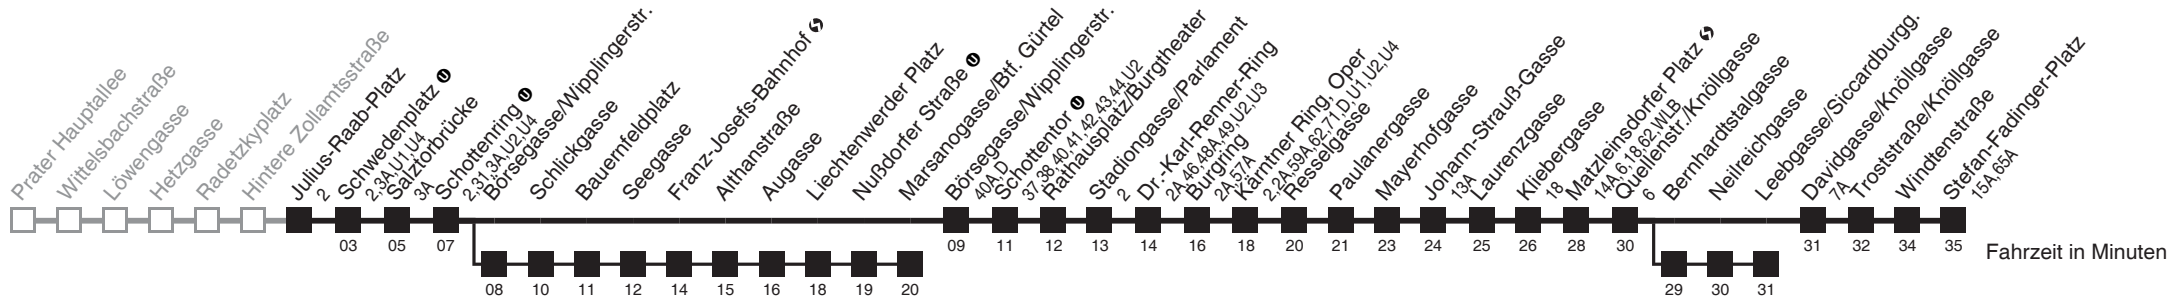 Prater Hauptallee
Wittelsbachstraße
Löwengasse
Hetzgasse
Radetzkyplatz
Hintere Zollamtsstraße
Julius-Raab-Platz
2
Schwedenplatz U
2,3A,U1,U4
Salztorbrücke
3A
Schottenring U
2,31,3A,U2,U4
Börsegasse/Wipplingerstr.
Schlickgasse
Bauernfeldplatz
Seegasse
Franz-Josefs-Bahnhof
Althanstraße
Augasse
Liechtenwerder Platz
Nußdorfer Straße U
Marsanogasse/Btf. Gürtel
Börsegasse/Wipplingerstr.
40A,D
Schottentor U
37,38,40,41,42,43,44,U2
Rathausplatz/Burgtheater
Stadiongasse/Parlament
2
Dr.-Karl-Renner-Ring
2A,46,48A,49,U2,U3
Burgring
2A,57A
Kärntner Ring, Oper
2,2A,59A,62,71,D,U1,U2,U4
Resselgasse
Paulanergasse
Mayerhofgasse
Johann-Strauß-Gasse
13A
Laurenzgasse
Kliebergasse
18
Matzleinsdorfer Platz
14A,6,18,62,WLB
Quellenstr./Knöllgasse
6
Bernhardtstalgasse
Neilreichgasse
Leebgasse/Siccardburgg.
Davidgasse/Knöllgasse
7A
Troststraße/Knöllgasse
Windtenstraße
Stefan-Fadinger-Platz
15A,65A
03 05 07 09 11 12 13 14 16 18 20 21 23 24 25 26 28 30 31 32 34 35
Fahrzeit in Minuten
08 10 11 12 14 15 16 18 19 20 29 30 31